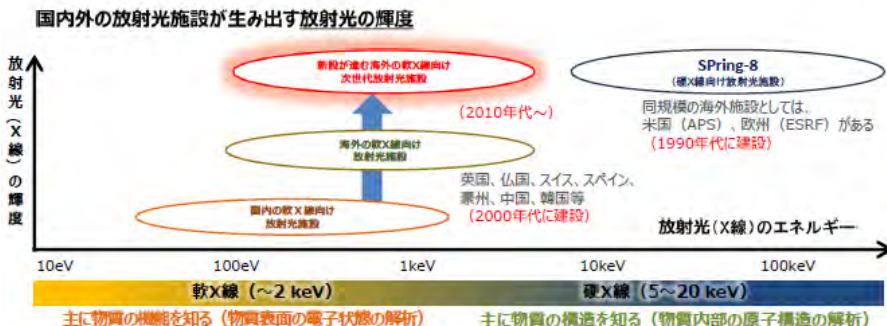 国内外の放射光施設が生み出す放射光の輝度
放射光(X線)の輝度
新設が進む海外の軟X線向け
次世代放射光施設
(2010年代~)
SPring-8
(硬X線向け放射光施設)
同規模の海外施設としては、
米国(APS)、欧州(ESRF)がある
(1990年代に建設)
海外の軟X線向け
放射光施設
英国、仏国、スイス、スペイン、
豪州、中国、韓国等
(2000年代に建設)
国内の軟X線向け
放射光施設
放射光(X線)のエネルギー
10eV 100eV 1keV 10keV 100keV
軟X線(~2 keV) 硬X線(5~20 keV)
主に物質の機能を知る(物質表面の電子状態の解析) 主に物質の構造を知る(物質内部の原子構造の解析)